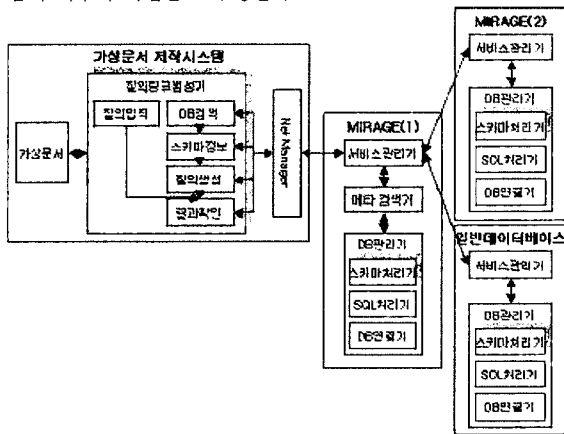 가상문서 제작시스템
질의링크생성기
질의입력
DB검색
스키마정보
질의생성
결과확인
가상문서
Net Manager
MIRAGE(1)
서비스관리기
메타 검색기
DB관리기
스키마처리기
SQL처리기
DB연결기
MIRAGE(2)
서비스관리기
DB관리기
스키마처리기
SQL처리기
DB연결기
일반데이터베이스
서비스관리기
DB관리기
스키마처리기
SQL처리기
DB연결기